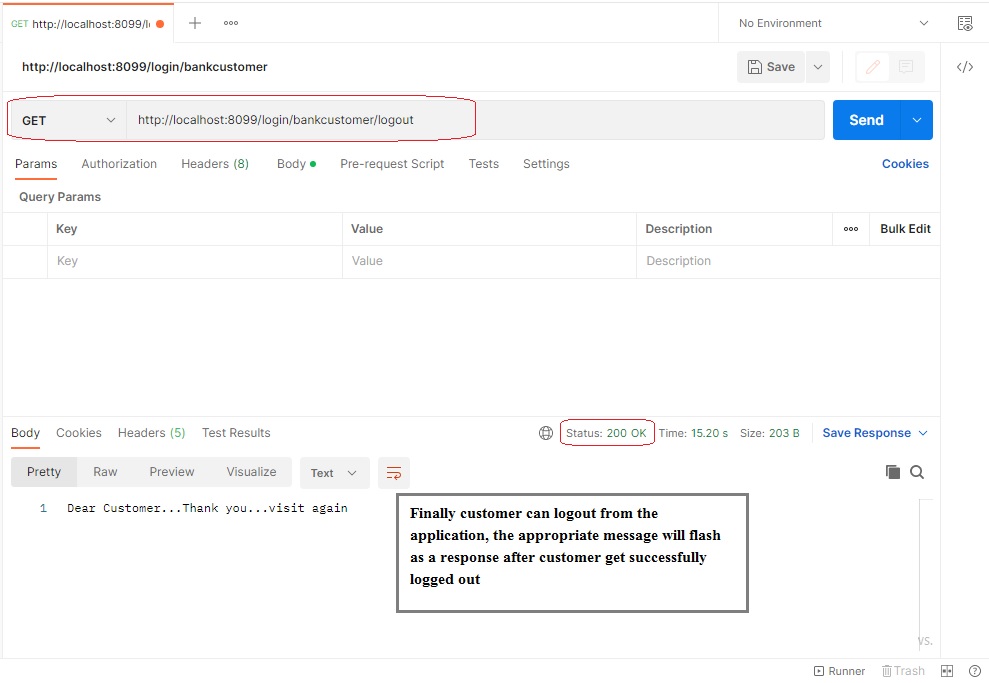 GET http://localhost:8099/l
No Environment
http://localhost:8099/login/bankcustomer
Save
GET http://localhost:8099/login/bankcustomer/logout
Send
Params Authorization Headers (8) Body Pre-request Script Tests Settings Cookies
Query Params
Key Value Description Bulk Edit
Key Value Description
Body Cookies Headers (5) Test Results Status: 200 OK Time: 15.20 s Size: 203 B Save Response
Pretty Raw Preview Visualize Text
1 Dear Customer...Thank you...visit again
Finally customer can logout from the
application, the appropriate message will flash
as a response after customer get successfully
logged out
vs.
Runner Trash